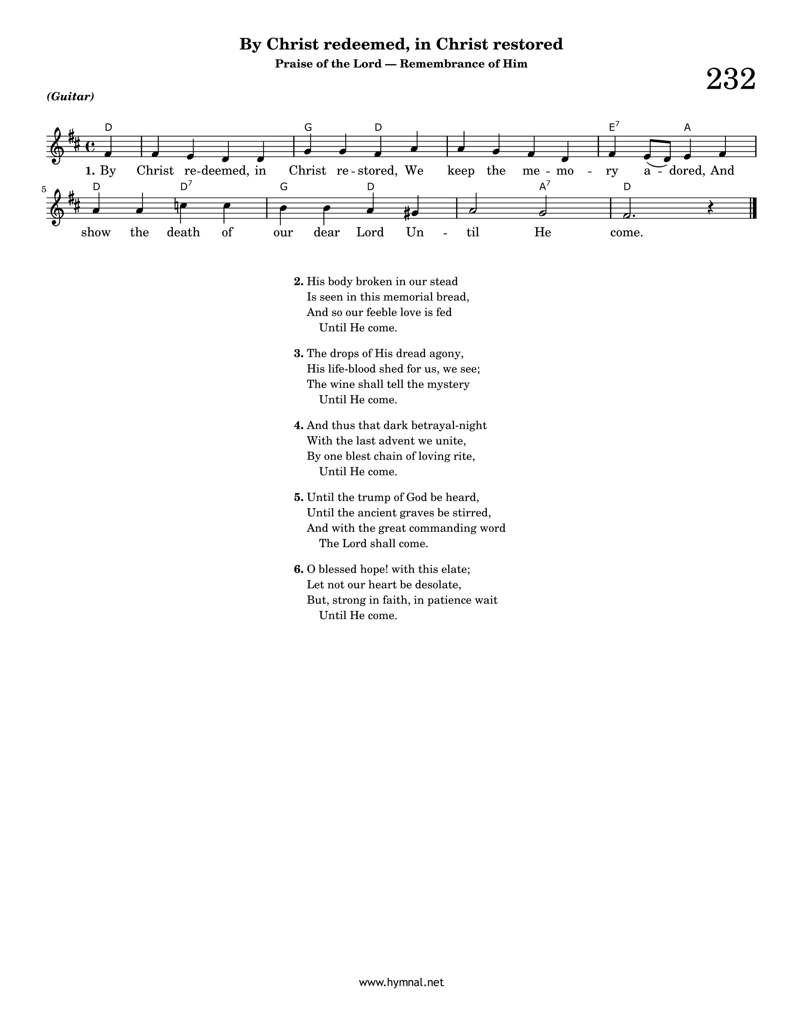 By Christ redeemed, in Christ restored
Praise of the Lord — Remembrance of Him
232
(Guitar)
D G D E7 A
1. By Christ re-deemed, in Christ re - stored, We keep the me - mo - ry a - dored, And
5
D D7 G D A7 D
show the death of our dear Lord Un - til He come.
2. His body broken in our stead
Is seen in this memorial bread,
And so our feeble love is fed
Until He come.
3. The drops of His dread agony,
His life-blood shed for us, we see;
The wine shall tell the mystery
Until He come.
4. And thus that dark betrayal-night
With the last advent we unite,
By one blest chain of loving rite,
Until He come.
5. Until the trump of God be heard,
Until the ancient graves be stirred,
And with the great commanding word
The Lord shall come.
6. O blessed hope! with this elate;
Let not our heart be desolate,
But, strong in faith, in patience wait
Until He come.
www.hymnal.net